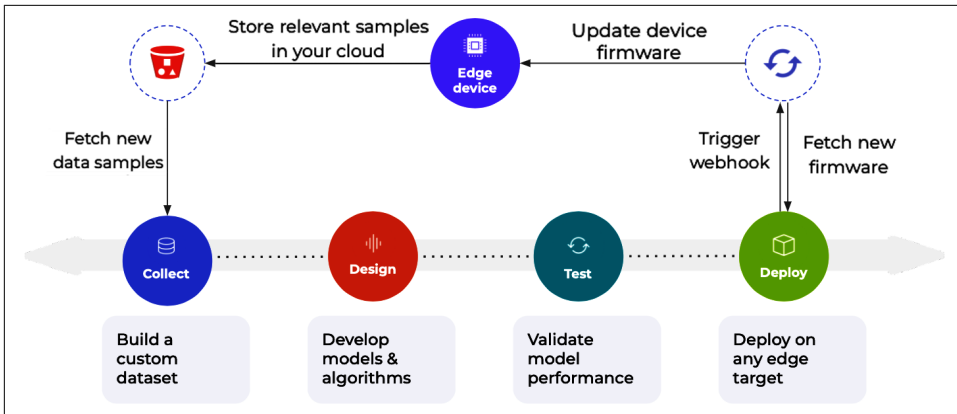 Store relevant samples
in your cloud
Edge
device
Update device
firmware
Fetch new
data samples
Trigger
webhook
Fetch new
firmware
Collect
Design
Test
Deploy
Build a
custom
dataset
Develop
models &
algorithms
Validate
model
performance
Deploy on
any edge
target